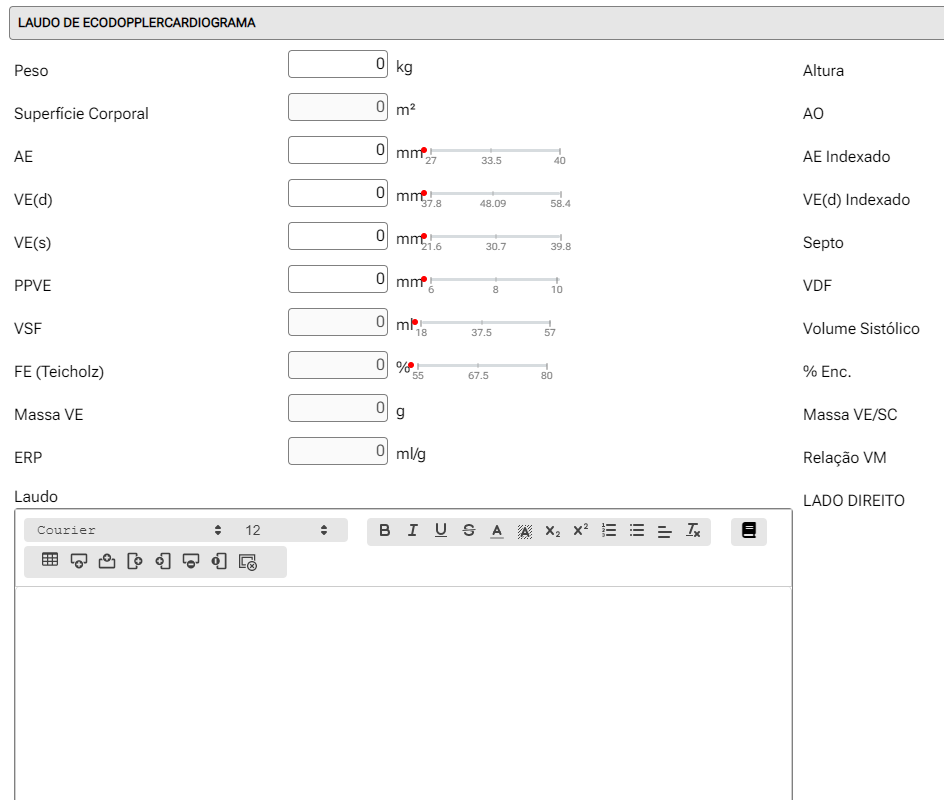 LAUDO DE ECODOPPLERCARDIOGRAMA
Peso 0 kg Altura
Superfície Corporal 0 m² AO
AE 0 mm 27 33.5 40 AE Indexado
VE(d) 0 mm 37.8 48.09 58.4 VE(d) Indexado
VE(s) 0 mm 21.6 30.7 39.8 Septo
PPVE 0 mm 6 8 10 VDF
VSF 0 ml 18 37.5 57 Volume Sistólico
FE (Teicholz) 0 % 55 67.5 80 % Enc.
Massa VE 0 g Massa VE/SC
ERP 0 ml/g Relação VM
Laudo LADO DIREITO
Courier 12 B I U S A A X₂ X² Tx